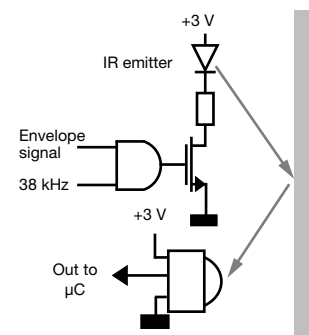 +3 V
IR emitter
Envelope
signal
38 kHz
+3 V
Out to
µC